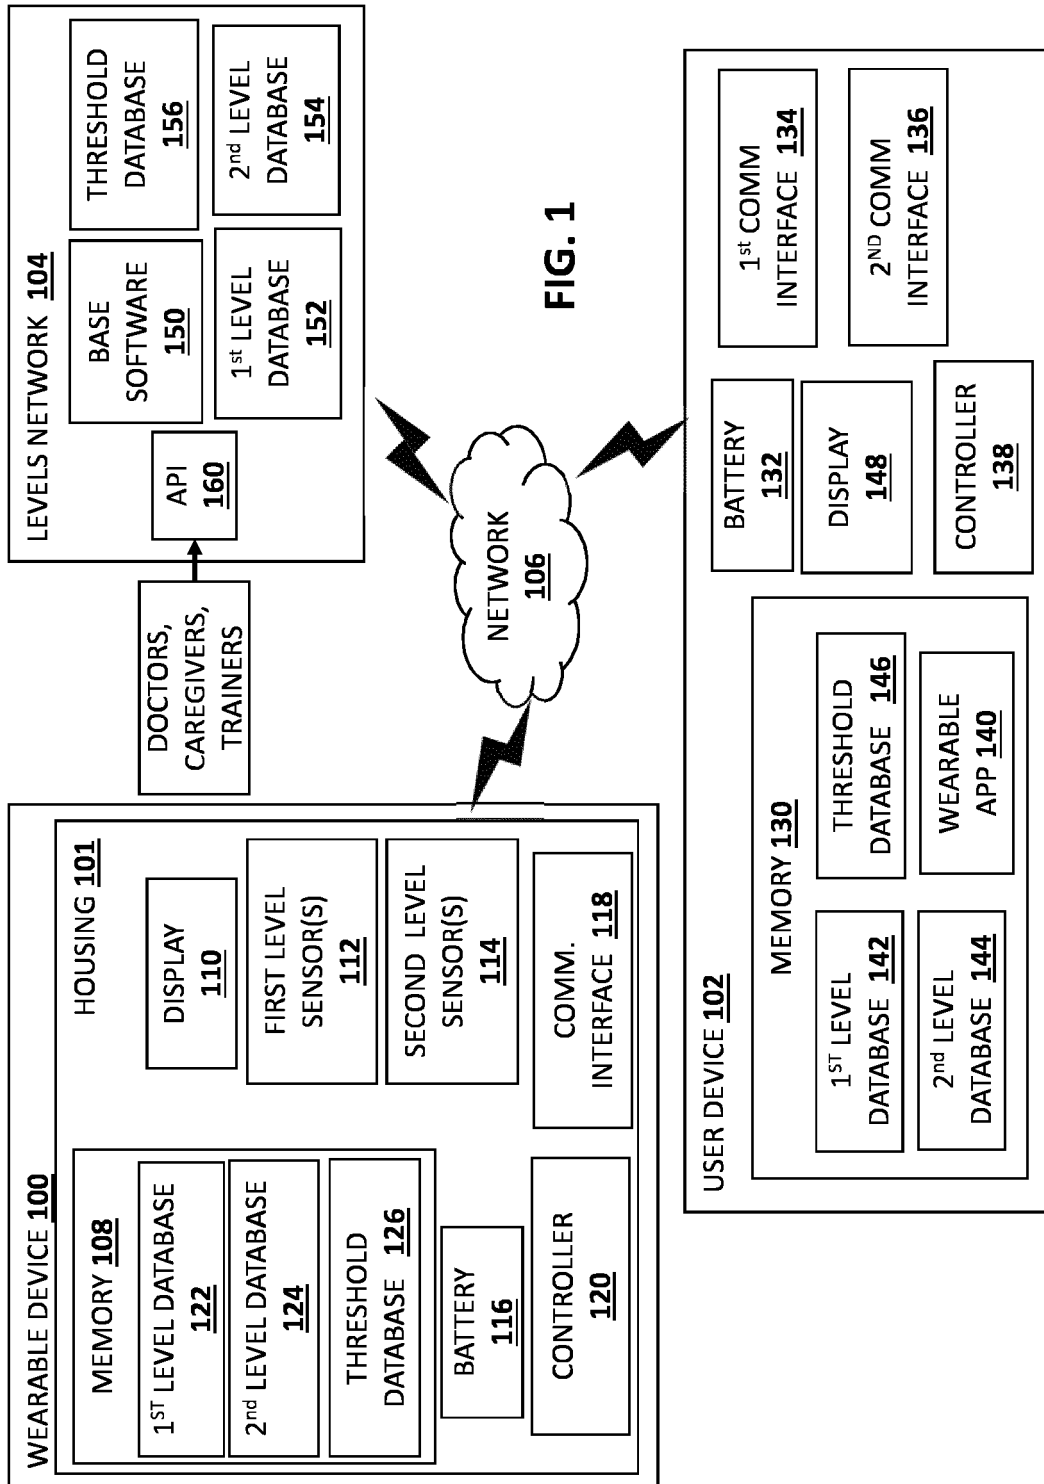 WEARABLE DEVICE 100
HOUSING 101
MEMORY 108
1ST LEVEL DATABASE
122
2nd LEVEL DATABASE
124
THRESHOLD
DATABASE 126
BATTERY
116
CONTROLLER
120
DISPLAY
110
FIRST LEVEL
SENSOR(S)
112
SECOND LEVEL
SENSOR(S)
114
COMM.
INTERFACE 118
DOCTORS,
CAREGIVERS,
TRAINERS
LEVELS NETWORK 104
API
160
BASE
SOFTWARE
150
THRESHOLD
DATABASE
156
1st LEVEL
DATABASE
152
2nd LEVEL
DATABASE
154
NETWORK
106
FIG. 1
USER DEVICE 102
MEMORY 130
1ST LEVEL
DATABASE 142
THRESHOLD
DATABASE 146
2nd LEVEL
DATABASE 144
WEARABLE
APP 140
BATTERY
132
DISPLAY
148
CONTROLLER
138
1st COMM
INTERFACE 134
2ND COMM
INTERFACE 136